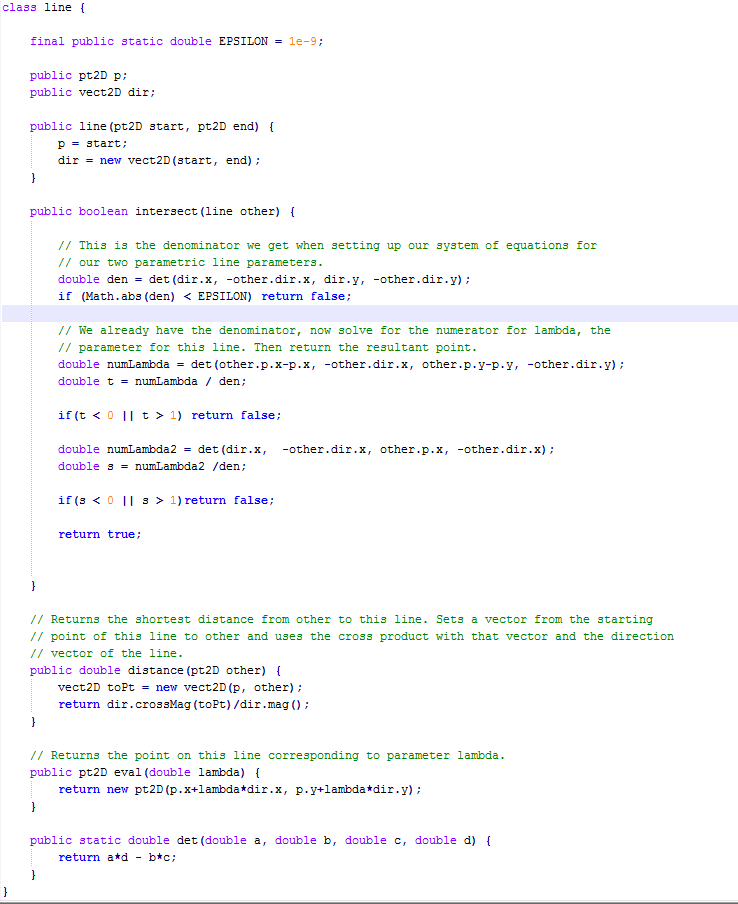 class line {
final public static double EPSILON = 1e-9;
public pt2D p;
public vect2D dir;
public line(pt2D start, pt2D end) {
p = start;
dir = new vect2D(start, end);
}
public boolean intersect(line other) {
// This is the denominator we get when setting up our system of equations for
// our two parametric line parameters.
double den = det(dir.x, -other.dir.x, dir.y, -other.dir.y);
if (Math.abs(den) < EPSILON) return false;
// We already have the denominator, now solve for the numerator for lambda, the
// parameter for this line. Then return the resultant point.
double numLambda = det(other.p.x-p.x, -other.dir.x, other.p.y-p.y, -other.dir.y);
double t = numLambda / den;
if(t < 0 || t > 1) return false;
double numLambda2 = det(dir.x,  -other.dir.x, other.p.x, -other.dir.x);
double s = numLambda2 /den;
if(s < 0 || s > 1)return false;
return true;
}
// Returns the shortest distance from other to this line. Sets a vector from the starting
// point of this line to other and uses the cross product with that vector and the direction
// vector of the line.
public double distance(pt2D other) {
vect2D toPt = new vect2D(p, other);
return dir.crossMag(toPt)/dir.mag();
}
// Returns the point on this line corresponding to parameter lambda.
public pt2D eval(double lambda) {
return new pt2D(p.x+lambda*dir.x, p.y+lambda*dir.y);
}
public static double det(double a, double b, double c, double d) {
return a*d - b*c;
}
}